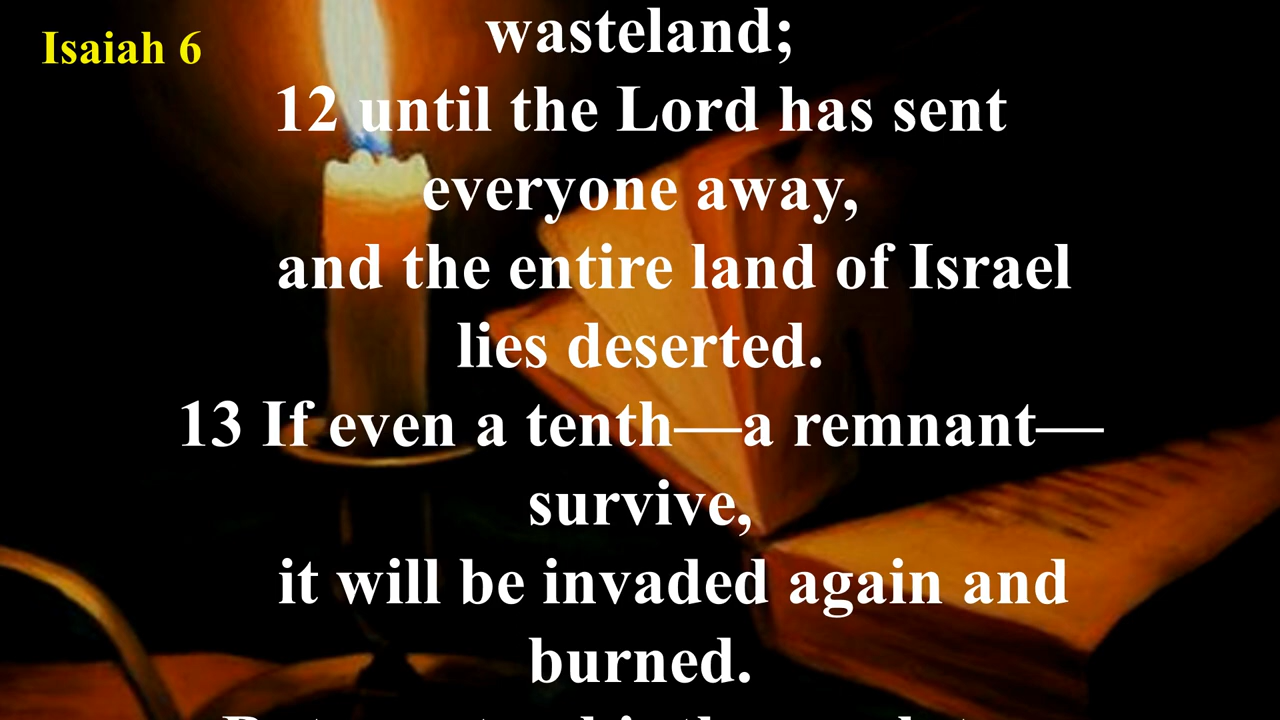 Isaiah 6
wasteland;
12 until the Lord has sent
everyone away,
and the entire land of Israel
lies deserted.
13 If even a tenth—a remnant—
survive,
it will be invaded again and
burned.